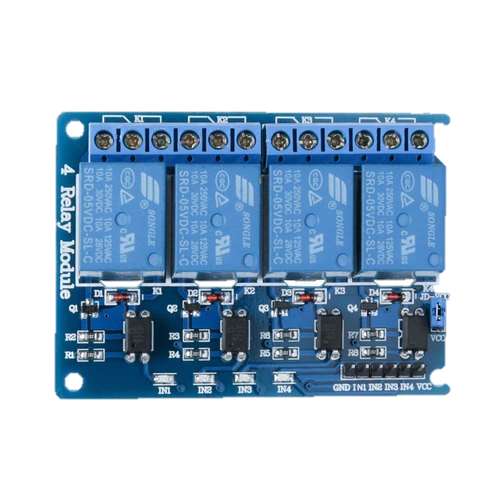 K1 K2 K3 K4
4 Relay Module
SONGLE
10A 250VAC 10A 125VAC
10A 30VDC 10A 28VDC
SRD-05VDC-SL-C
SONGLE
10A 250VAC 10A 125VAC
10A 30VDC 10A 28VDC
SRD-05VDC-SL-C
SONGLE
10A 250VAC 10A 125VAC
10A 30VDC 10A 28VDC
SRD-05VDC-SL-C
SONGLE
10A 250VAC 10A 125VAC
10A 30VDC 10A 28VDC
SRD-05VDC-SL-C
D1 K1 D2 K2 D3 K3 D4 K4
Q1 Q2 Q3 Q4
R2 R3 R6 R7
R1 R4 R5 R8
VCC
IN1 IN2 IN3 IN4
GND IN1 IN2 IN3 IN4 VCC